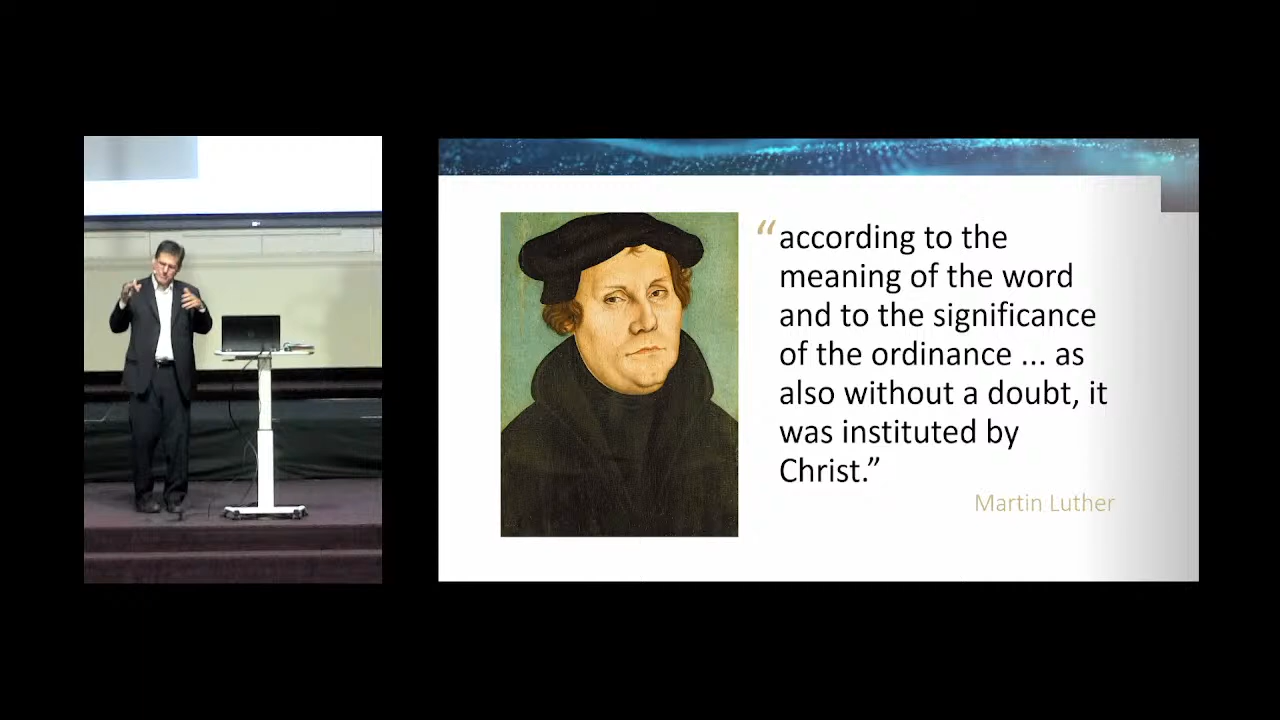 “according to the
meaning of the word
and to the significance
of the ordinance ... as
also without a doubt, it
was instituted by
Christ.”
Martin Luther